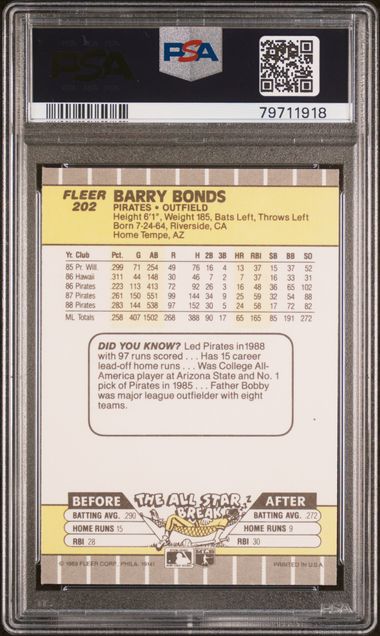 PSA
PSA
79711918
FLEER
202
BARRY BONDS
PIRATES • OUTFIELD
Height 6'1", Weight 185, Bats Left, Throws Left
Born 7-24-64, Riverside, CA
Home Tempe, AZ
Yr. Club Pct. G AB R H 2B 3B HR RBI SB BB SO
85 Pr. Will. .299 71 254 49 76 16 4 13 37 15 37 52
86 Hawaii .311 44 148 30 46 7 2 7 37 16 33 31
86 Pirates .223 113 413 72 92 26 3 16 48 36 65 102
87 Pirates .261 150 551 99 144 34 9 25 59 32 54 88
88 Pirates .283 144 538 97 152 30 5 24 58 17 72 82
ML Totals .258 407 1502 268 388 90 17 65 165 85 191 272
DID YOU KNOW? Led Pirates in 1988
with 97 runs scored . . . Has 15 career
lead-off home runs . . . Was College All-
America player at Arizona State and No. 1
pick of Pirates in 1985 . . . Father Bobby
was major league outfielder with eight
teams.
BEFORE THE ALL STAR BREAK AFTER
BATTING AVG. .290 BATTING AVG. .272
HOME RUNS 15 HOME RUNS 9
RBI 28 RBI 30
© 1989 FLEER CORP., PHILA. 19141 PRINTED IN U.S.A.
PSA